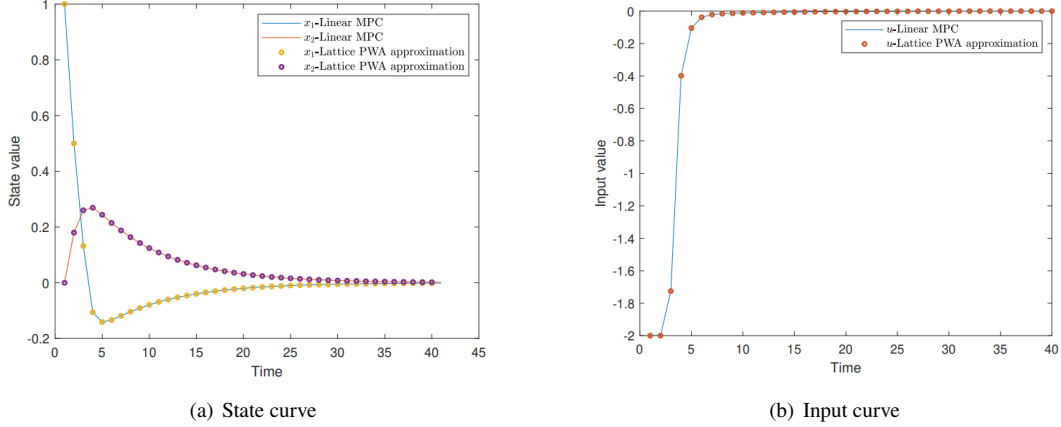 x₁-Linear MPC
x₂-Linear MPC
x₁-Lattice PWA approximation
x₂-Lattice PWA approximation
1
0.8
0.6
0.4
0.2
0
-0.2
State value
0 5 10 15 20 25 30 35 40 45
Time
(a) State curve
u-Linear MPC
u-Lattice PWA approximation
0
-0.2
-0.4
-0.6
-0.8
-1
-1.2
-1.4
-1.6
-1.8
-2
Input value
0 5 10 15 20 25 30 35 40
Time
(b) Input curve